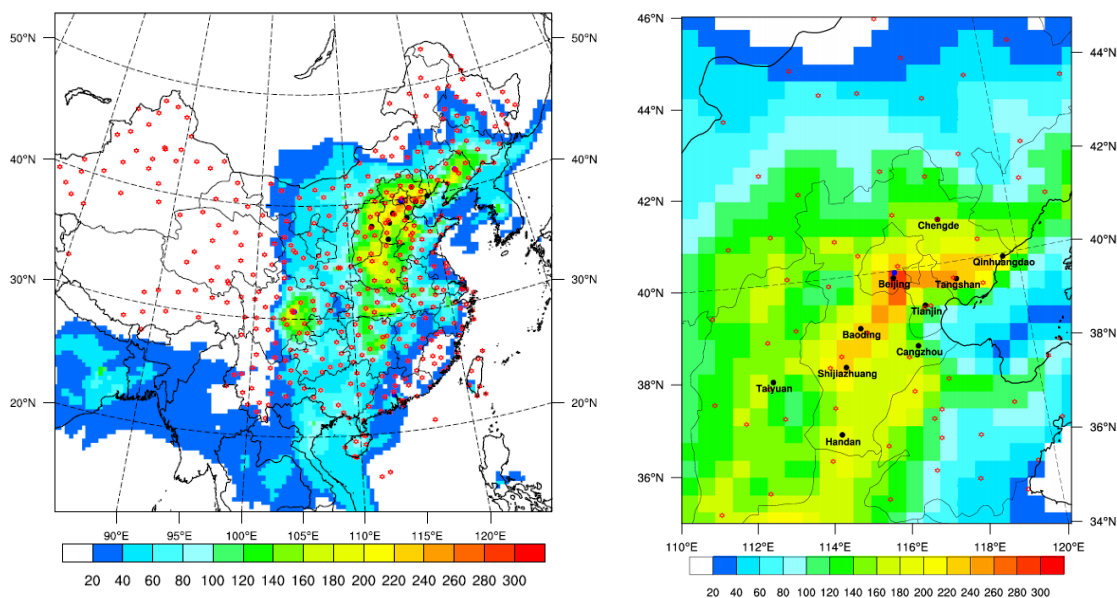 50°N 50°N
40°N 40°N
30°N 30°N
20°N 20°N
90°E 95°E 100°E 105°E 110°E 115°E 120°E
20 40 60 80 100 120 140 160 180 200 220 240 260 280 300
46°N
44°N
44°N
42°N
42°N
40°N
40°N
38°N
38°N
36°N
36°N
34°N
34°N
Chengde
Qinhuangdao
Beijing Tangshan
Tianjin
Baoding
Cangzhou
Shijiazhuang
Taiyuan
Handan
110°E 112°E 114°E 116°E 118°E 120°E
20 40 60 80 100 120 140 160 180 200 220 240 260 280 300